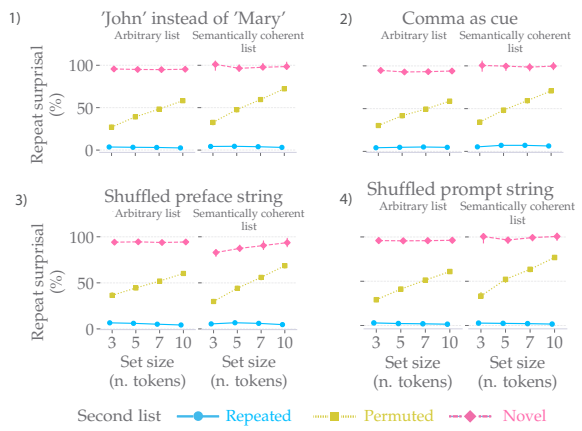 1)
'John' instead of 'Mary'
2)
Comma as cue
Arbitrary list
Semantically coherent
list
Arbitrary list
Semantically coherent
list
Repeat surprisal
(%)
100
50
0
3)
Shuffled preface string
4)
Shuffled prompt string
Arbitrary list
Semantically coherent
list
Arbitrary list
Semantically coherent
list
Repeat surprisal
(%)
100
50
0
3 5 7 10 3 5 7 10 3 5 7 10 3 5 7 10
Set size Set size Set size Set size
(n. tokens) (n. tokens) (n. tokens) (n. tokens)
Second list Repeated Permuted Novel